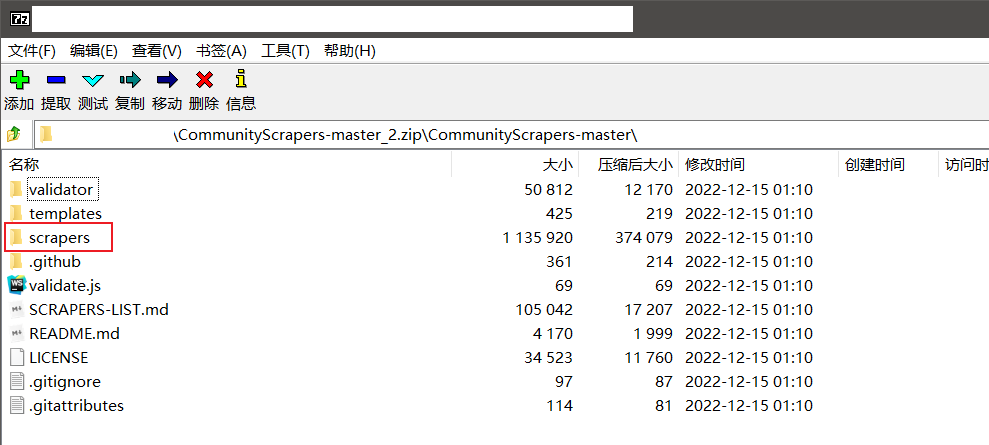 文件(F) 编辑(E) 查看(V) 书签(A) 工具(T) 帮助(H)
添加 提取 测试 复制 移动 删除 信息
\CommunityScrapers-master_2.zip\CommunityScrapers-master\
名称 大小 压缩后大小 修改时间 创建时间 访问时
validator 50 812 12 170 2022-12-15 01:10
templates 425 219 2022-12-15 01:10
scrapers 1 135 920 374 079 2022-12-15 01:10
.github 361 214 2022-12-15 01:10
validate.js 69 69 2022-12-15 01:10
SCRAPERS-LIST.md 105 042 17 207 2022-12-15 01:10
README.md 4 170 1 999 2022-12-15 01:10
LICENSE 34 523 11 760 2022-12-15 01:10
.gitignore 97 87 2022-12-15 01:10
.gitattributes 114 81 2022-12-15 01:10